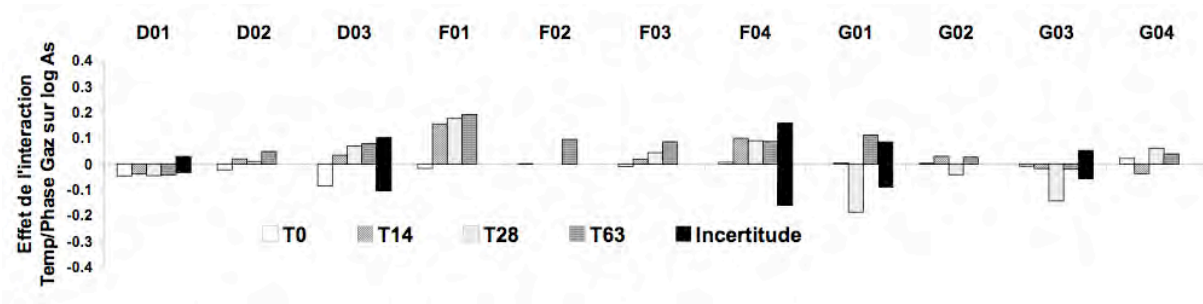 D01 D02 D03 F01 F02 F03 F04 G01 G02 G03 G04
Effet de l'interaction
Temp/Phase Gaz sur log As
0.4
0.3
0.2
0.1
0
-0.1
-0.2
-0.3
-0.4
T0 T14 T28 T63 Incertitude